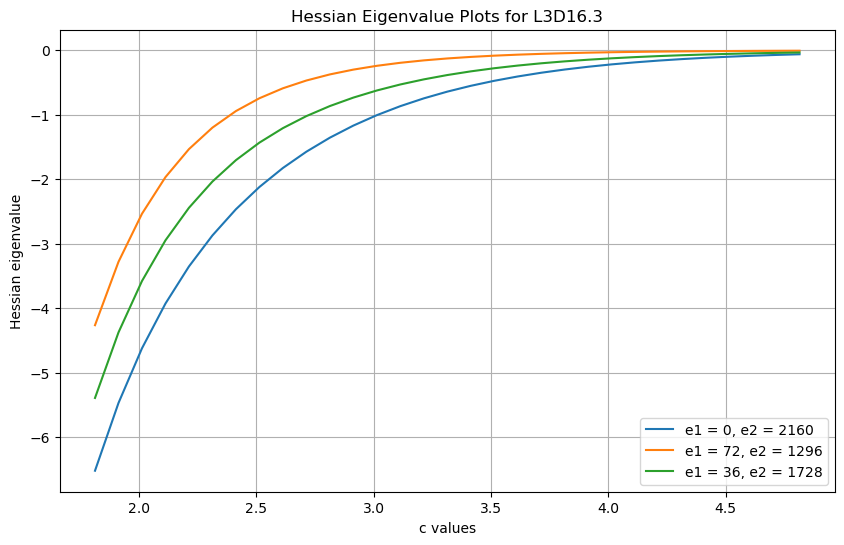 Hessian Eigenvalue Plots for L3D16.3
Hessian eigenvalue
0
−1
−2
−3
−4
−5
−6
2.0 2.5 3.0 3.5 4.0 4.5
c values
e1 = 0, e2 = 2160
e1 = 72, e2 = 1296
e1 = 36, e2 = 1728